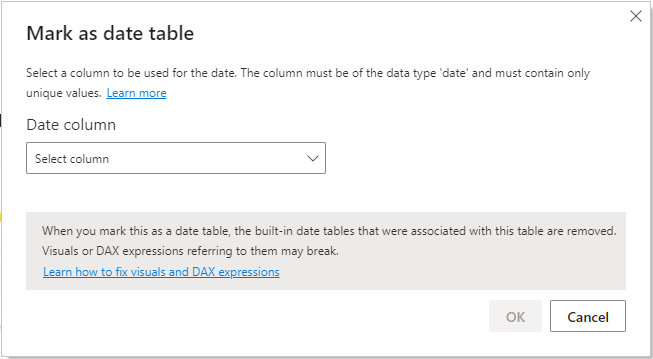 Mark as date table
Select a column to be used for the date. The column must be of the data type 'date' and must contain only
unique values. Learn more
Date column
Select column
When you mark this as a date table, the built-in date tables that were associated with this table are removed.
Visuals or DAX expressions referring to them may break.
Learn how to fix visuals and DAX expressions
OK Cancel